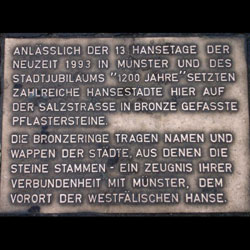 ANLÄSSLICH DER 13. HANSETAGE DER
NEUZEIT 1993 IN MÜNSTER UND DES
STADTJUBILÄUMS "1200 JAHRE" SETZTEN
ZAHLREICHE HANSESTÄDTE HIER AUF
DER SALZSTRASSE IN BRONZE GEFASSTE
PFLASTERSTEINE.
DIE BRONZERINGE TRAGEN NAMEN UND
WAPPEN DER STÄDTE, AUS DENEN DIE
STEINE STAMMEN - EIN ZEUGNIS IHRER
VERBUNDENHEIT MIT MÜNSTER, DEM
VORORT DER WESTFÄLISCHEN HANSE.